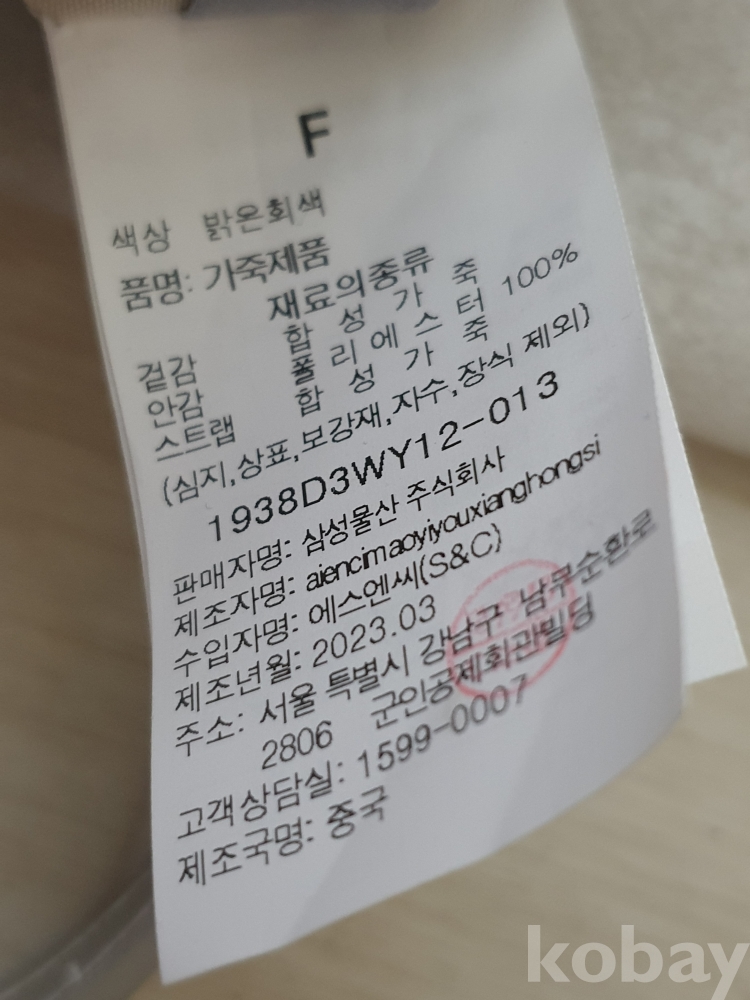 F
색상 밝은회색
품명: 가죽제품
재료의종류
겉감 합 성 가 죽
안감 폴 리 에 스 터 100%
스트랩 합 성 가 죽
(심지,상표,보강재,자수,장식 제외)
1938D3WY12-013
판매자명: 삼성물산 주식회사
제조자명: aiencimaoyiyouxianghongsi
수입자명: 에스엔씨(S&C)
제조년월: 2023.03
주소: 서울 특별시 강남구 남부순환로
2806 군인공제회관빌딩
고객상담실: 1599-0007
제조국명: 중국
kobay